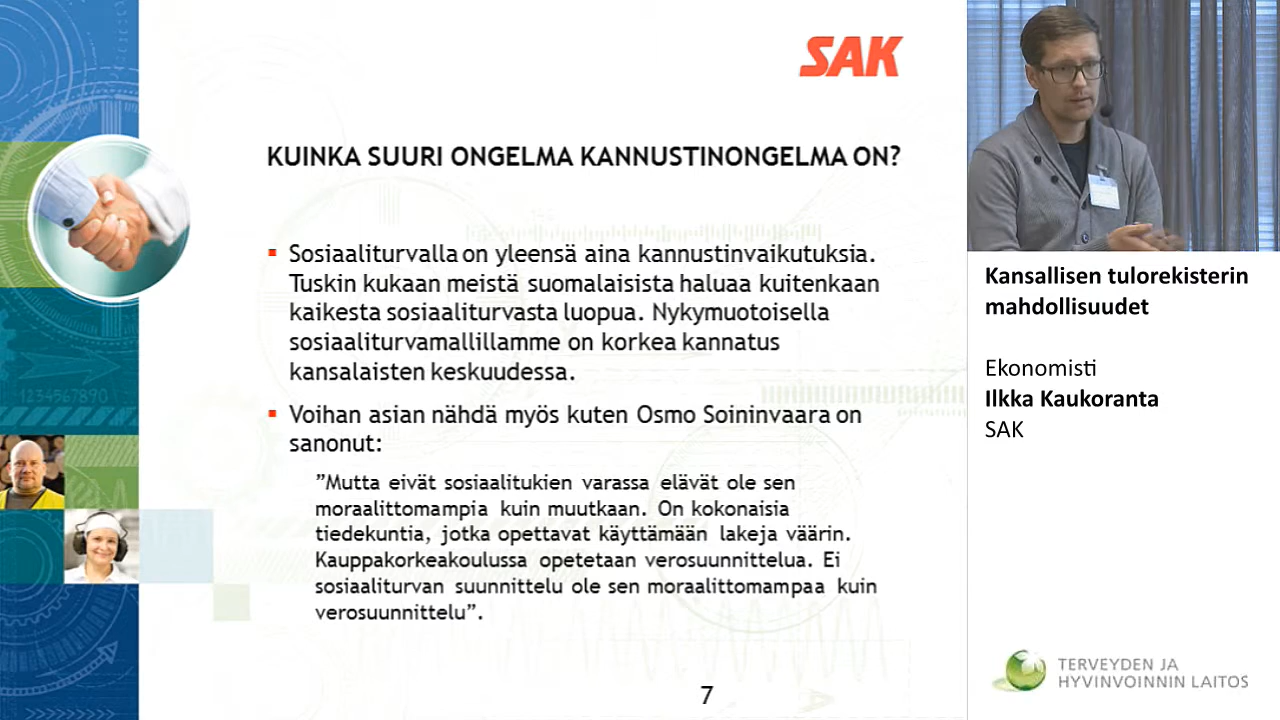 SAK
KUINKA SUURI ONGELMA KANNUSTINONGELMA ON?
Sosiaaliturvalla on yleensä aina kannustinvaikutuksia.
Tuskin kukaan meistä suomalaisista haluaa kuitenkaan
kaikesta sosiaaliturvasta luopua. Nykymuotoisella
sosiaaliturvamallillamme on korkea kannatus
kansalaisten keskuudessa.
Voihan asian nähdä myös kuten Osmo Soininvaara on
sanonut:
”Mutta eivät sosiaalitukien varassa elävät ole sen
moraalittomampia kuin muutkaan. On kokonaisia
tiedekuntia, jotka opettavat käyttämään lakeja väärin.
Kauppakorkeakoulussa opetetaan verosuunnittelua. Ei
sosiaaliturvan suunnittelu ole sen moraalittomampaa kuin
verosuunnittelu”.
7
1234567890
Kansallisen tulorekisterin
mahdollisuudet
Ekonomisti
Ilkka Kaukoranta
SAK
TERVEYDEN JA
HYVINVOINNIN LAITOS